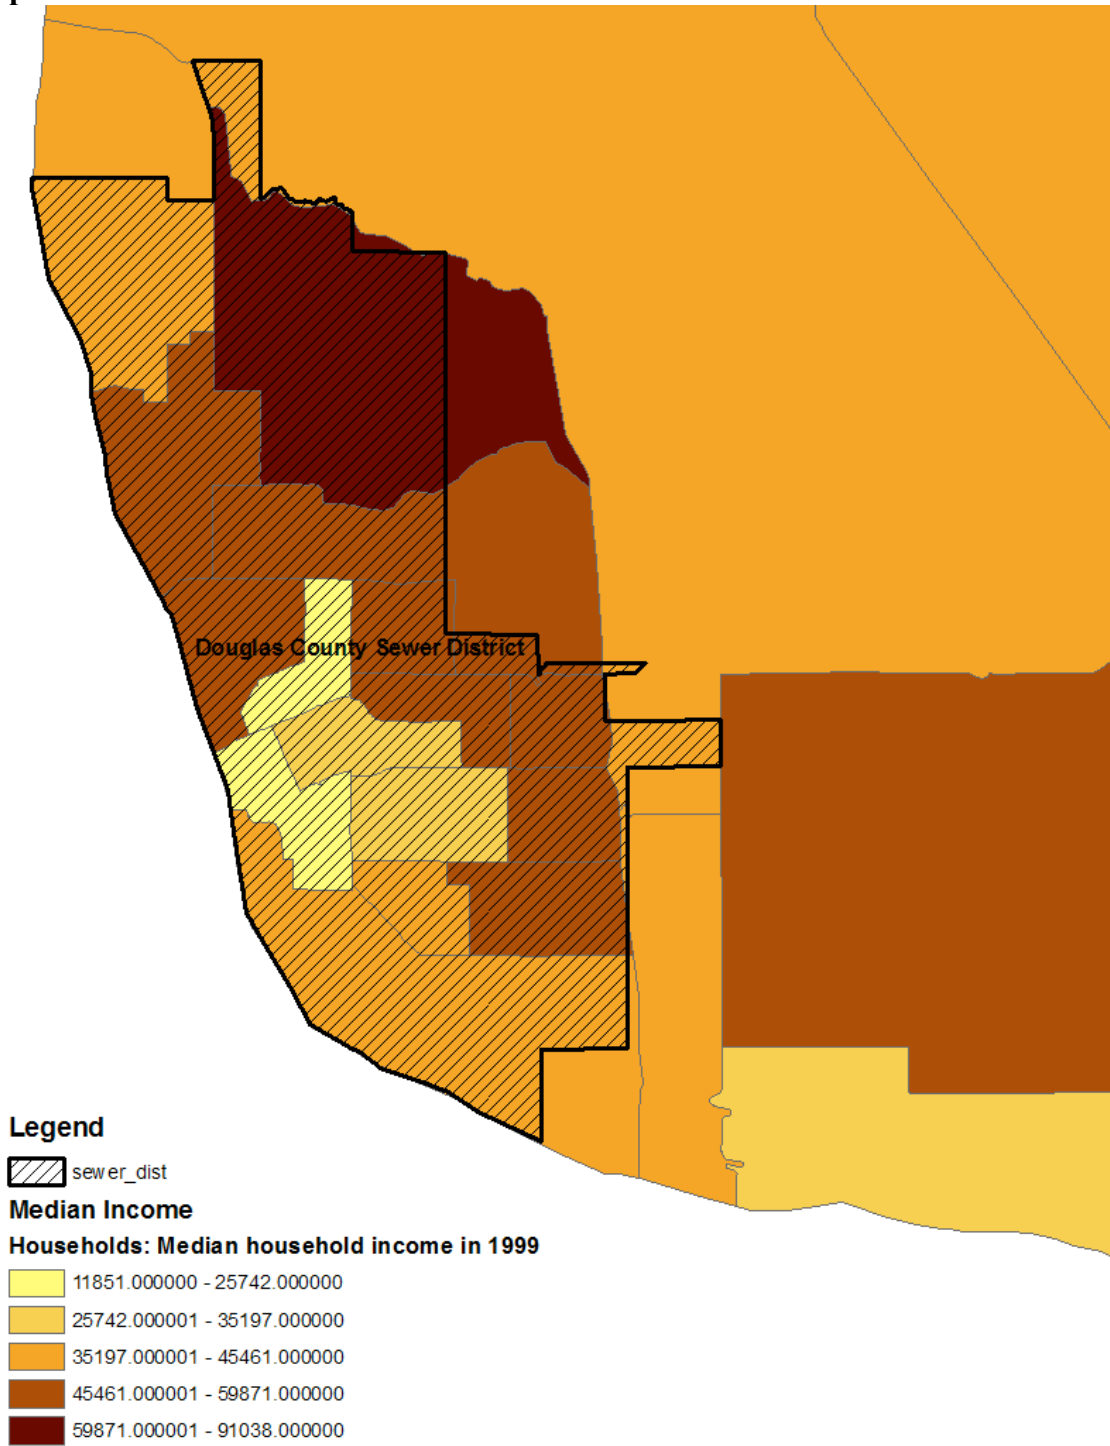 Douglas County Sewer District
Legend
sewer_dist
Median Income
Households: Median household income in 1999
11851.000000 - 25742.000000
25742.000001 - 35197.000000
35197.000001 - 45461.000000
45461.000001 - 59871.000000
59871.000001 - 91038.000000